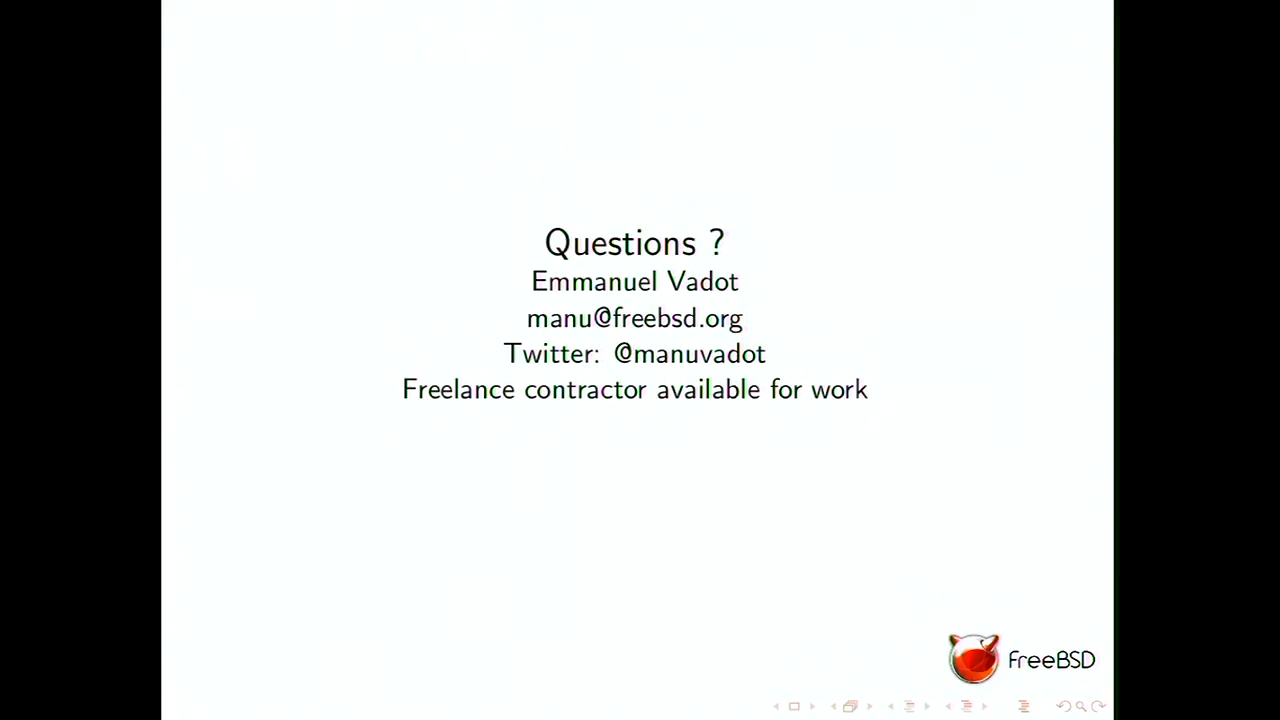 Questions ?
Emmanuel Vadot
manu@freebsd.org
Twitter: @manuvadot
Freelance contractor available for work
FreeBSD